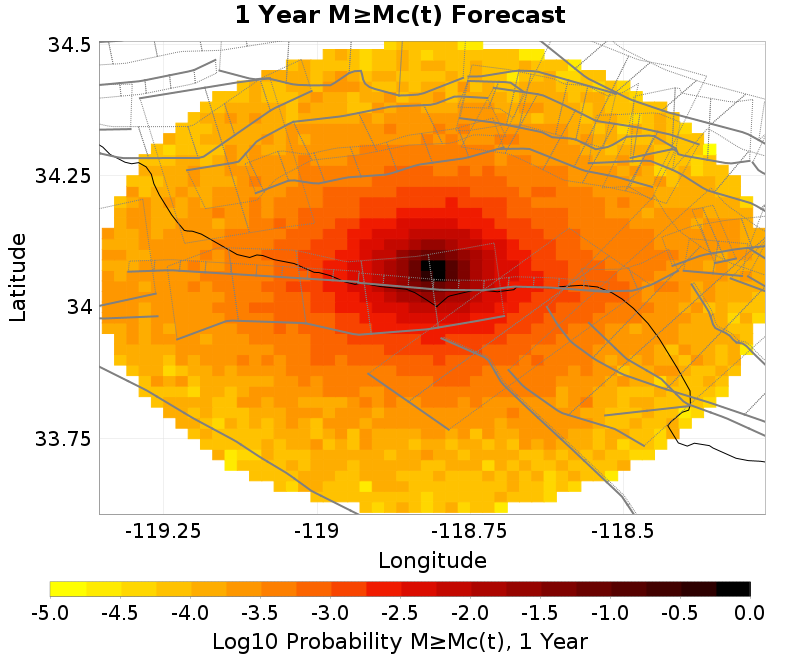 1 Year M≥Mc(t) Forecast
34.5
34.25
34
33.75
Latitude
-119.25 -119 -118.75 -118.5
Longitude
-5.0 -4.5 -4.0 -3.5 -3.0 -2.5 -2.0 -1.5 -1.0 -0.5 0.0
Log10 Probability M≥Mc(t), 1 Year